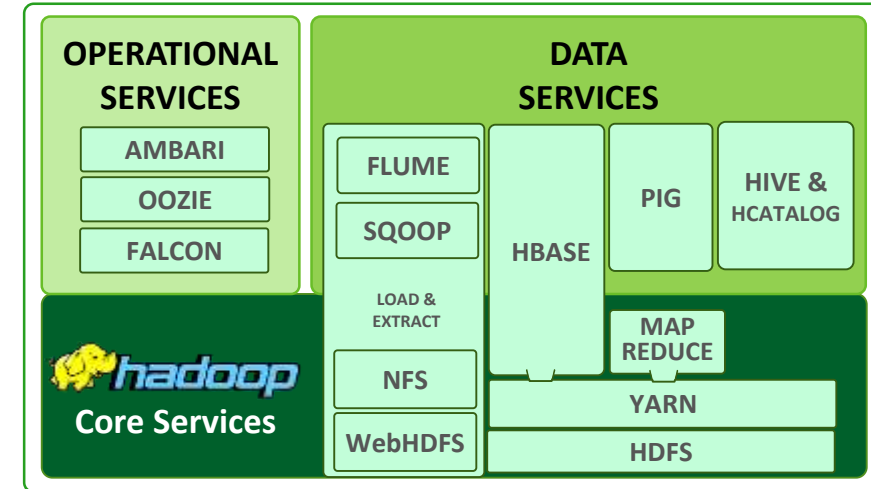 OPERATIONAL
SERVICES
AMBARI
OOZIE
FALCON
DATA
SERVICES
FLUME
SQOOP
LOAD &
EXTRACT
NFS
WebHDFS
HBASE
PIG
HIVE &
HCATALOG
MAP
REDUCE
YARN
HDFS
hadoop
Core Services